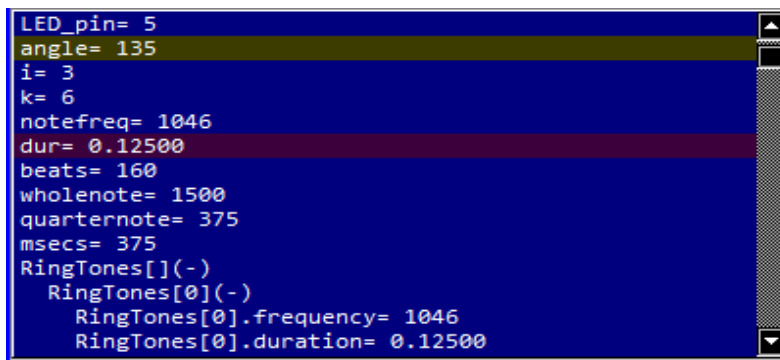 LED_pin= 5
angle= 135
i= 3
k= 6
notefreq= 1046
dur= 0.12500
beats= 160
wholenote= 1500
quarternote= 375
msecs= 375
RingTones[](-)
  RingTones[0](-)
    RingTones[0].frequency= 1046
    RingTones[0].duration= 0.12500